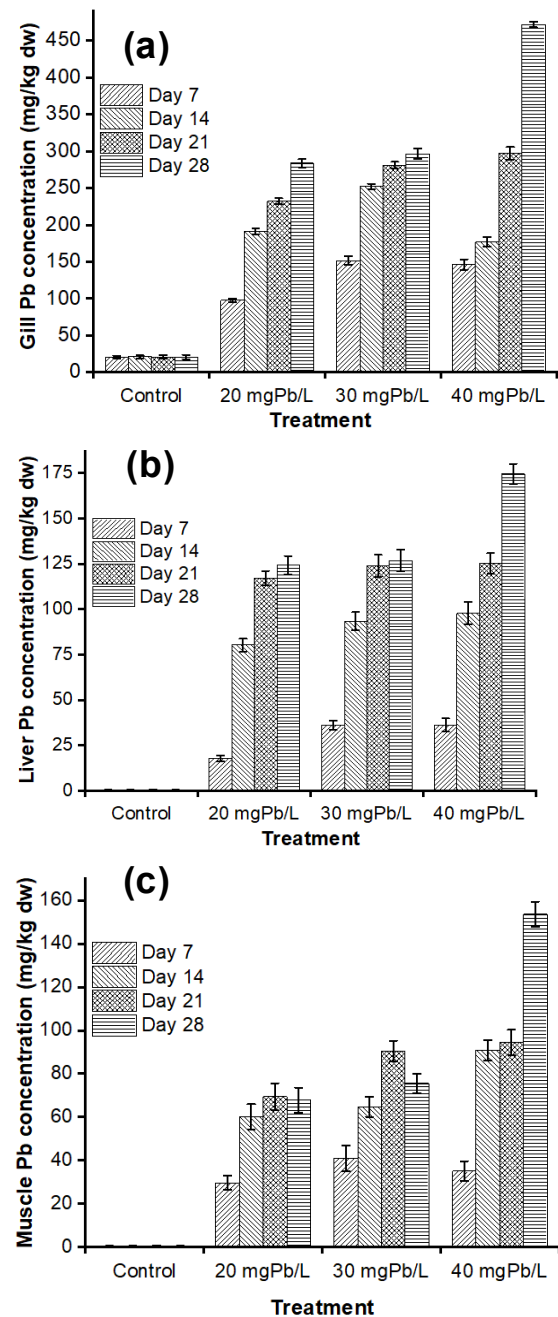 (a)
Gill Pb concentration (mg/kg dw)
450
400
350
300
250
200
150
100
50
0
Day 7
Day 14
Day 21
Day 28
Control
20 mgPb/L
30 mgPb/L
40 mgPb/L
Treatment
(b)
Liver Pb concentration (mg/kg dw)
175
150
125
100
75
50
25
0
Day 7
Day 14
Day 21
Day 28
Control
20 mgPb/L
30 mgPb/L
40 mgPb/L
Treatment
(c)
Muscle Pb concentration (mg/kg dw)
160
140
120
100
80
60
40
20
0
Day 7
Day 14
Day 21
Day 28
Control
20 mgPb/L
30 mgPb/L
40 mgPb/L
Treatment